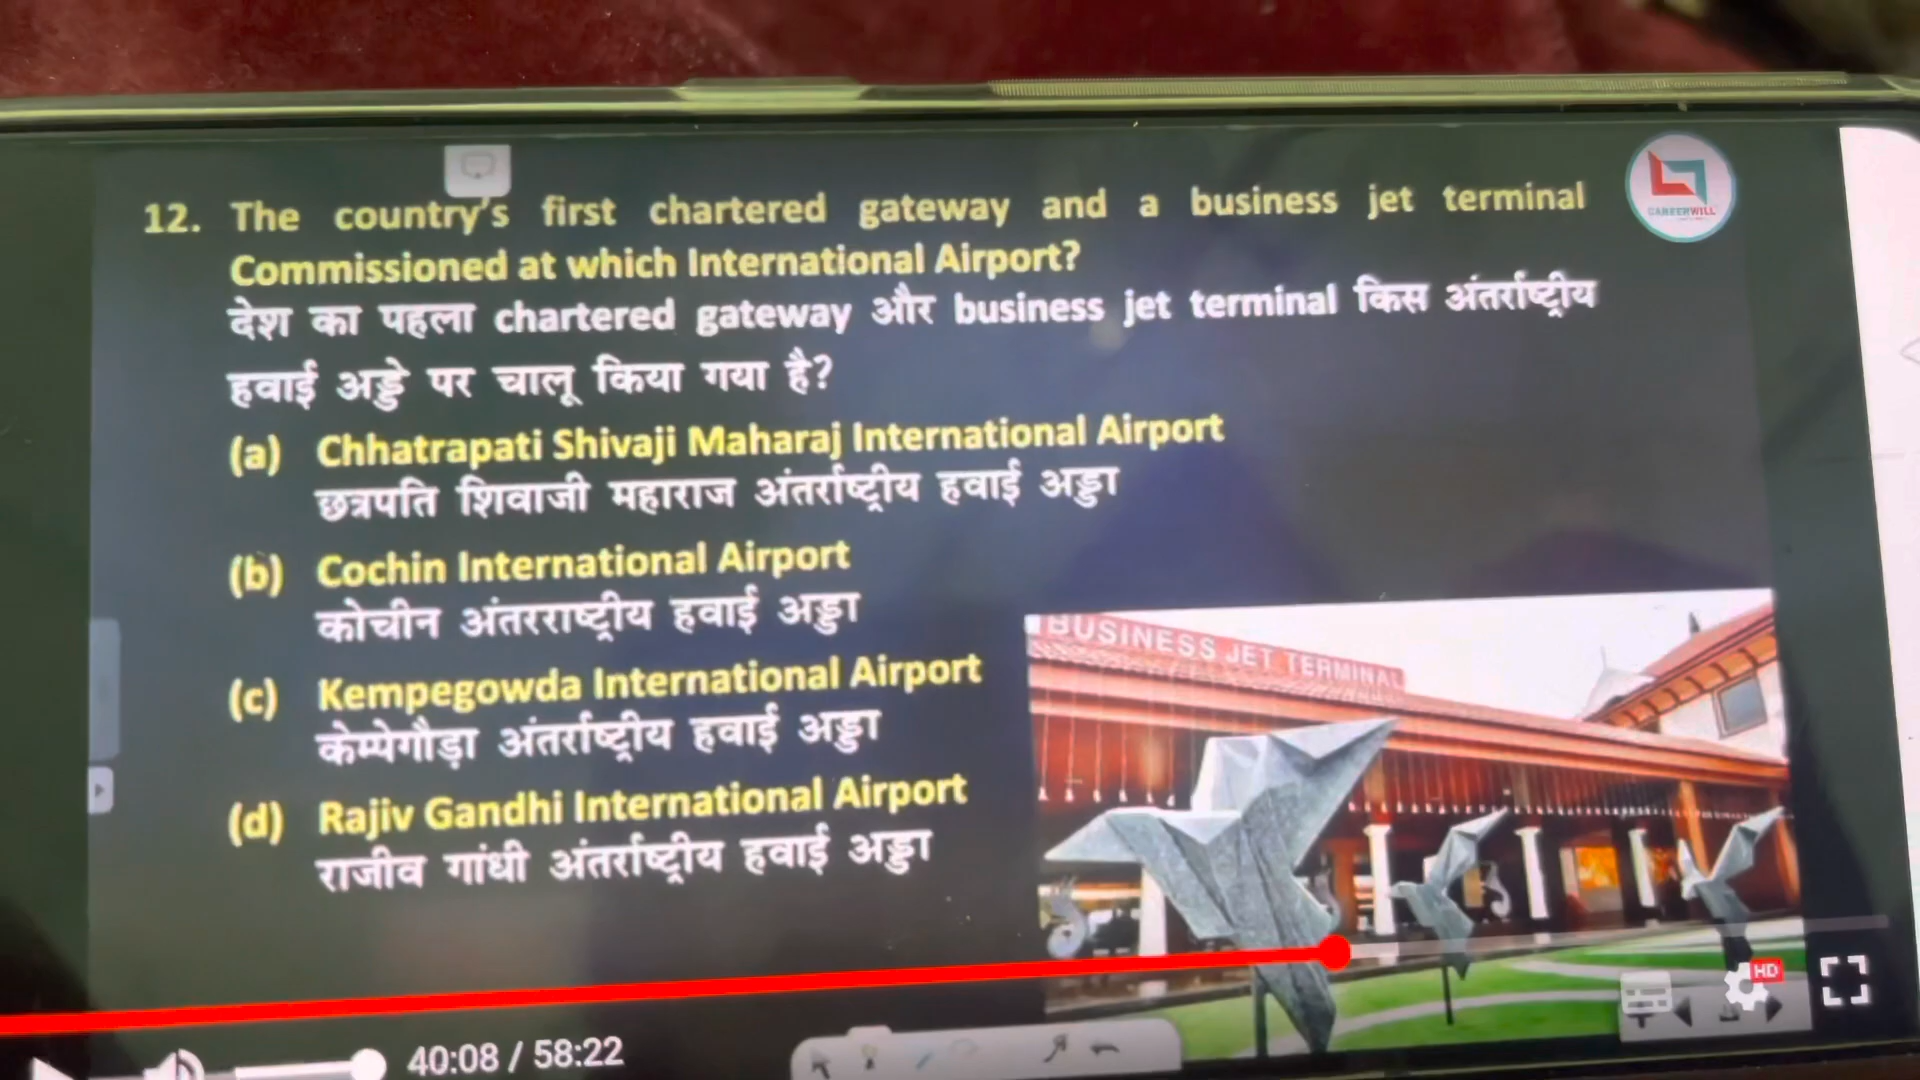 12. The country's first chartered gateway and a business jet terminal
Commissioned at which International Airport?
देश का पहला chartered gateway और business jet terminal किस अंतर्राष्ट्रीय
हवाई अड्डे पर चालू किया गया है?
(a) Chhatrapati Shivaji Maharaj International Airport
छत्रपति शिवाजी महाराज अंतर्राष्ट्रीय हवाई अड्डा
(b) Cochin International Airport
कोचीन अंतरराष्ट्रीय हवाई अड्डा
(c) Kempegowda International Airport
केम्पेगौड़ा अंतर्राष्ट्रीय हवाई अड्डा
(d) Rajiv Gandhi International Airport
राजीव गांधी अंतर्राष्ट्रीय हवाई अड्डा
CAREERWILL
BUSINESS JET TERMINAL
HD
40:08 / 58:22